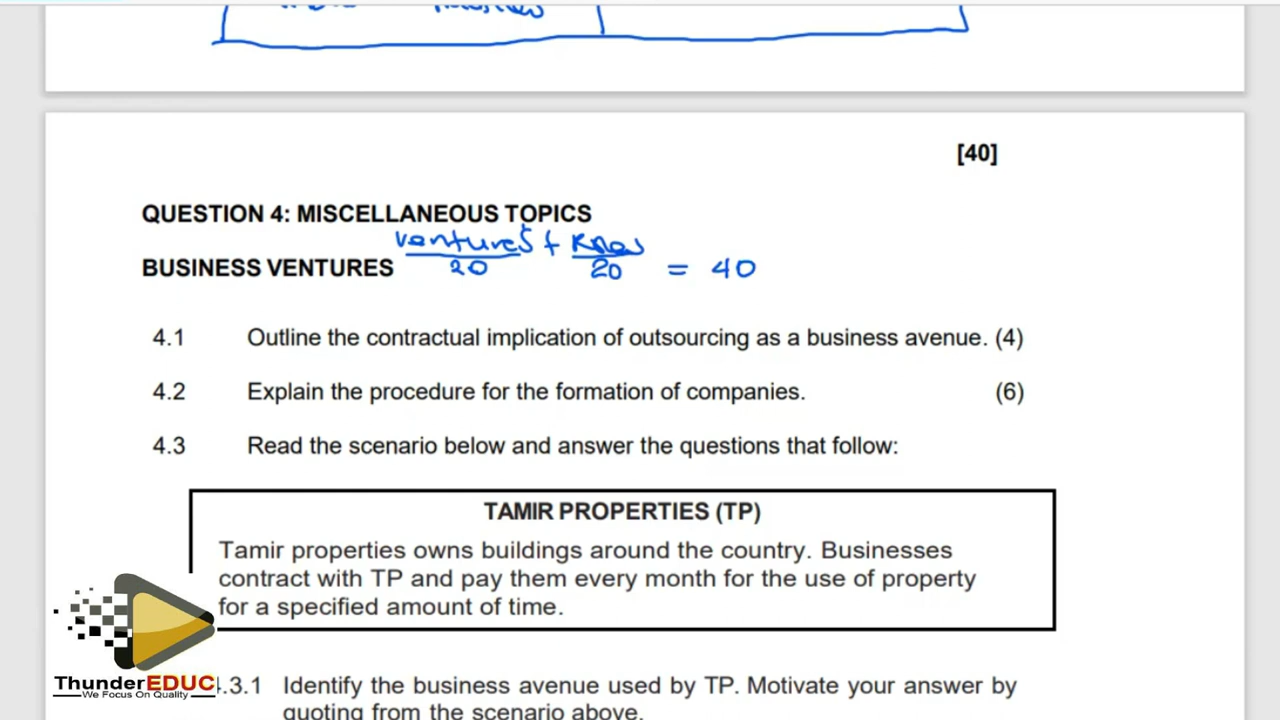 [40]
QUESTION 4: MISCELLANEOUS TOPICS
ventures + Roles
BUSINESS VENTURES 20 20 = 40
4.1 Outline the contractual implication of outsourcing as a business avenue. (4)
4.2 Explain the procedure for the formation of companies. (6)
4.3 Read the scenario below and answer the questions that follow:
TAMIR PROPERTIES (TP)
Tamir properties owns buildings around the country. Businesses
contract with TP and pay them every month for the use of property
for a specified amount of time.
ThunderEDUC
We Focus On Quality
.3.1 Identify the business avenue used by TP. Motivate your answer by
quoting from the scenario above.